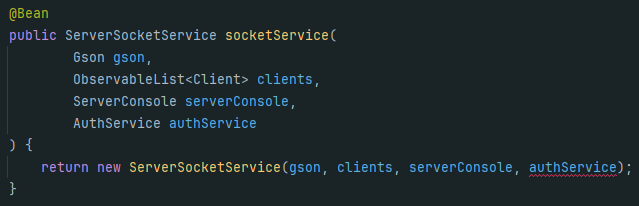 @Bean
public ServerSocketService socketService(
        Gson gson,
        ObservableList<Client> clients,
        ServerConsole serverConsole,
        AuthService authService
) {
    return new ServerSocketService(gson, clients, serverConsole, authService);
}